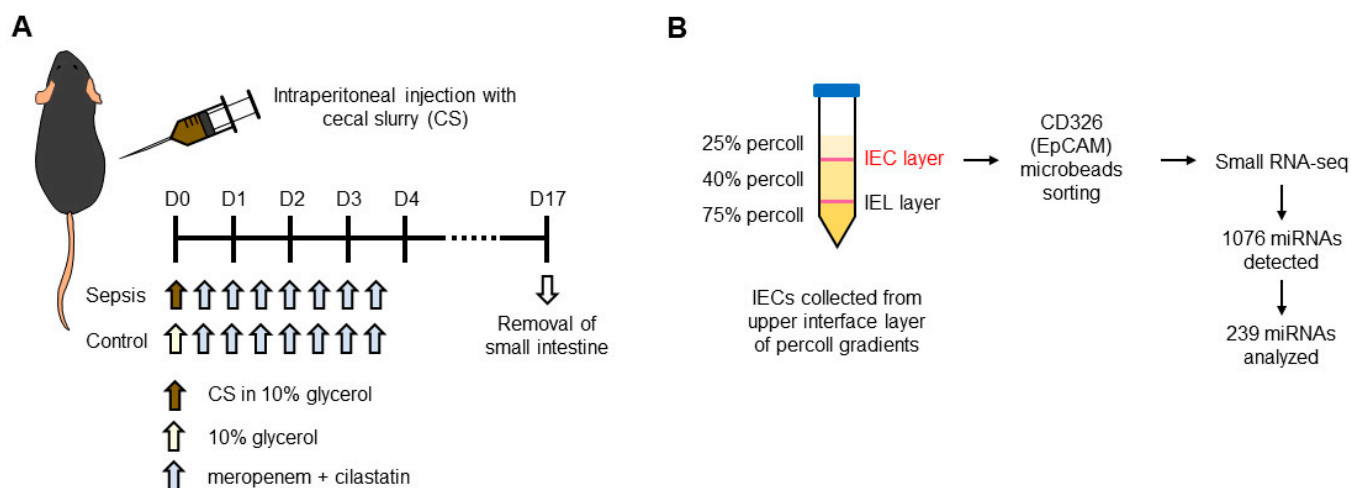 A
Intraperitoneal injection with
cecal slurry (CS)
D0 D1 D2 D3 D4 D17
Sepsis
Control
Removal of
small intestine
CS in 10% glycerol
10% glycerol
meropenem + cilastatin
B
25% percoll
40% percoll
75% percoll
IEC layer
IEL layer
IECs collected from
upper interface layer
of percoll gradients
CD326
(EpCAM)
microbeads
sorting
Small RNA-seq
1076 miRNAs
detected
239 miRNAs
analyzed